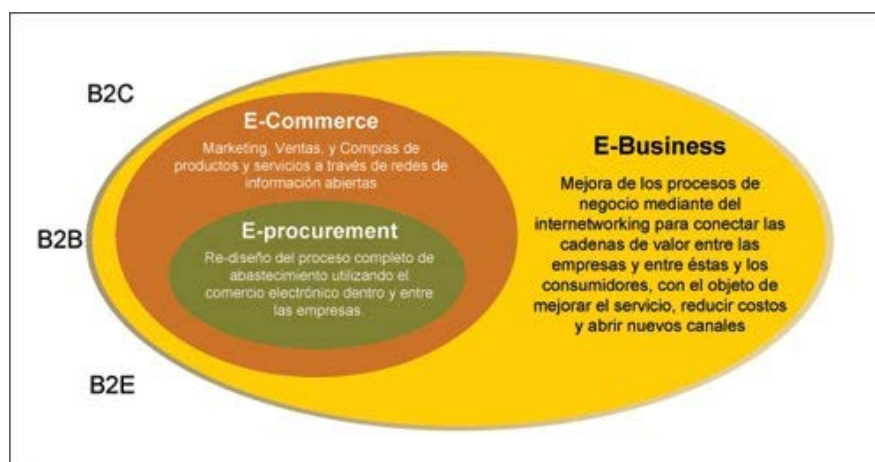 B2C
E-Commerce
Marketing, Ventas, y Compras de
productos y servicios a través de redes de
información abiertas
B2B
E-procurement
Re-diseño del proceso completo de
abastecimiento utilizando el
comercio electrónico dentro y entre
las empresas.
B2E
E-Business
Mejora de los procesos de
negocio mediante del
internetworking para conectar las
cadenas de valor entre las
empresas y entre éstas y los
consumidores, con el objeto de
mejorar el servicio, reducir costos
y abrir nuevos canales